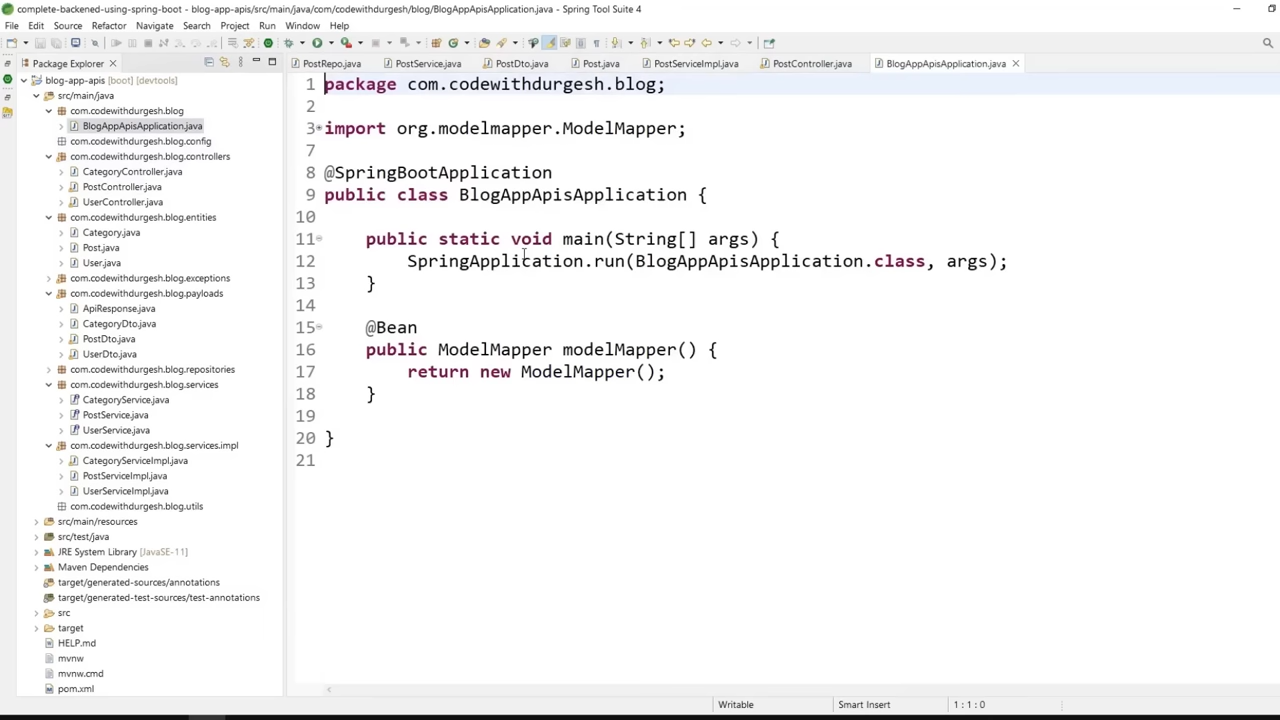 complete-backened-using-spring-boot - blog-app-apis/src/main/java/com/codewithdurgesh/blog/BlogAppApisApplication.java - Spring Tool Suite 4
File Edit Source Refactor Navigate Search Project Run Window Help
Package Explorer
PostRepo.java PostService.java PostDto.java Post.java PostServiceImpl.java PostController.java BlogAppApisApplication.java
blog-app-apis [boot] [devtools]
src/main/java
com.codewithdurgesh.blog
BlogAppApisApplication.java
com.codewithdurgesh.blog.config
com.codewithdurgesh.blog.controllers
CategoryController.java
PostController.java
UserController.java
com.codewithdurgesh.blog.entities
Category.java
Post.java
User.java
com.codewithdurgesh.blog.exceptions
com.codewithdurgesh.blog.payloads
ApiResponse.java
CategoryDto.java
PostDto.java
UserDto.java
com.codewithdurgesh.blog.repositories
com.codewithdurgesh.blog.services
CategoryService.java
PostService.java
UserService.java
com.codewithdurgesh.blog.services.impl
CategoryServiceImpl.java
PostServiceImpl.java
UserServiceImpl.java
com.codewithdurgesh.blog.utils
src/main/resources
src/test/java
JRE System Library [JavaSE-11]
Maven Dependencies
target/generated-sources/annotations
target/generated-test-sources/test-annotations
src
target
HELP.md
mvnw
mvnw.cmd
pom.xml
1 package com.codewithdurgesh.blog;
2
3 import org.modelmapper.ModelMapper;
7
8 @SpringBootApplication
9 public class BlogAppApisApplication {
10
11 public static void main(String[] args) {
12 SpringApplication.run(BlogAppApisApplication.class, args);
13 }
14
15 @Bean
16 public ModelMapper modelMapper() {
17 return new ModelMapper();
18 }
19
20 }
21
Writable Smart Insert 1 : 1 : 0